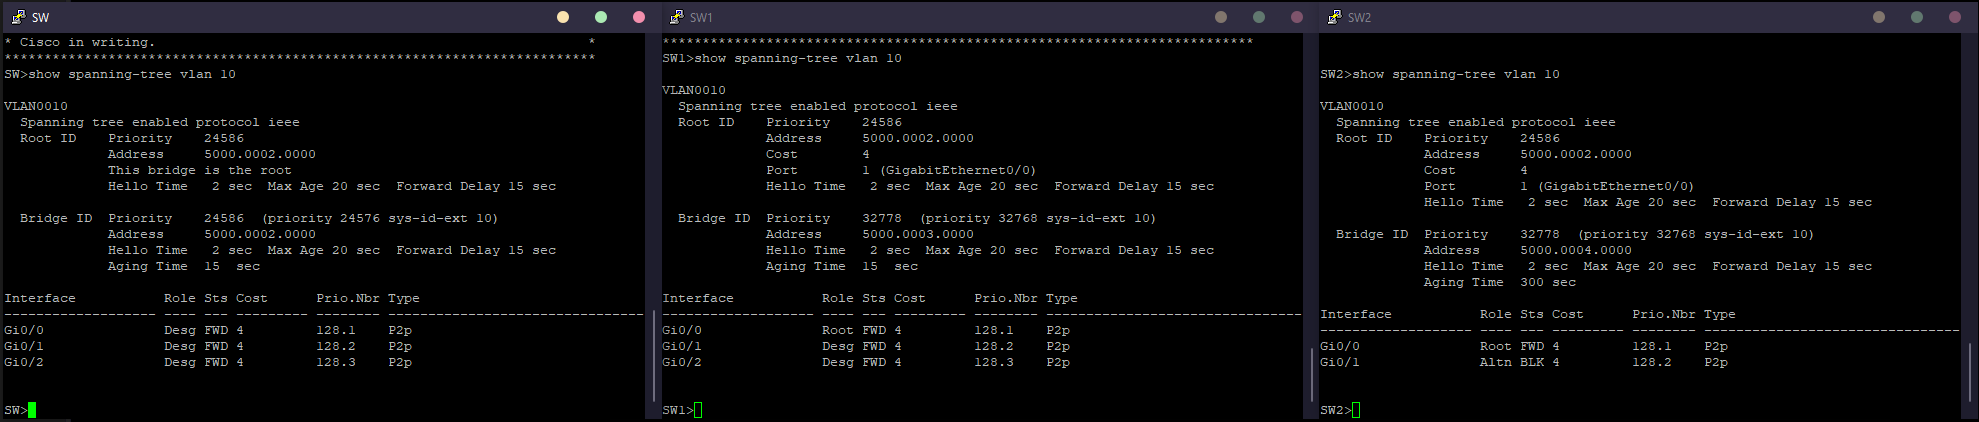 SW
* Cisco in writing.                                                      *
**************************************************************************
SW>show spanning-tree vlan 10
VLAN0010
  Spanning tree enabled protocol ieee
  Root ID    Priority    24586
             Address     5000.0002.0000
             This bridge is the root
             Hello Time   2 sec  Max Age 20 sec  Forward Delay 15 sec
  Bridge ID  Priority    24586  (priority 24576 sys-id-ext 10)
             Address     5000.0002.0000
             Hello Time   2 sec  Max Age 20 sec  Forward Delay 15 sec
             Aging Time  15  sec
Interface           Role Sts Cost      Prio.Nbr Type
------------------- ---- --- --------- -------- --------------------------------
Gi0/0               Desg FWD 4         128.1    P2p
Gi0/1               Desg FWD 4         128.2    P2p
Gi0/2               Desg FWD 4         128.3    P2p
SW>
SW1
**************************************************************************
SW1>show spanning-tree vlan 10
VLAN0010
  Spanning tree enabled protocol ieee
  Root ID    Priority    24586
             Address     5000.0002.0000
             Cost        4
             Port        1 (GigabitEthernet0/0)
             Hello Time   2 sec  Max Age 20 sec  Forward Delay 15 sec
  Bridge ID  Priority    32778  (priority 32768 sys-id-ext 10)
             Address     5000.0003.0000
             Hello Time   2 sec  Max Age 20 sec  Forward Delay 15 sec
             Aging Time  15  sec
Interface           Role Sts Cost      Prio.Nbr Type
------------------- ---- --- --------- -------- --------------------------------
Gi0/0               Root FWD 4         128.1    P2p
Gi0/1               Desg FWD 4         128.2    P2p
Gi0/2               Desg FWD 4         128.3    P2p
SW1>
SW2
SW2>show spanning-tree vlan 10
VLAN0010
  Spanning tree enabled protocol ieee
  Root ID    Priority    24586
             Address     5000.0002.0000
             Cost        4
             Port        1 (GigabitEthernet0/0)
             Hello Time   2 sec  Max Age 20 sec  Forward Delay 15 sec
  Bridge ID  Priority    32778  (priority 32768 sys-id-ext 10)
             Address     5000.0004.0000
             Hello Time   2 sec  Max Age 20 sec  Forward Delay 15 sec
             Aging Time  300 sec
Interface           Role Sts Cost      Prio.Nbr Type
------------------- ---- --- --------- -------- --------------------------------
Gi0/0               Root FWD 4         128.1    P2p
Gi0/1               Altn BLK 4         128.2    P2p
SW2>